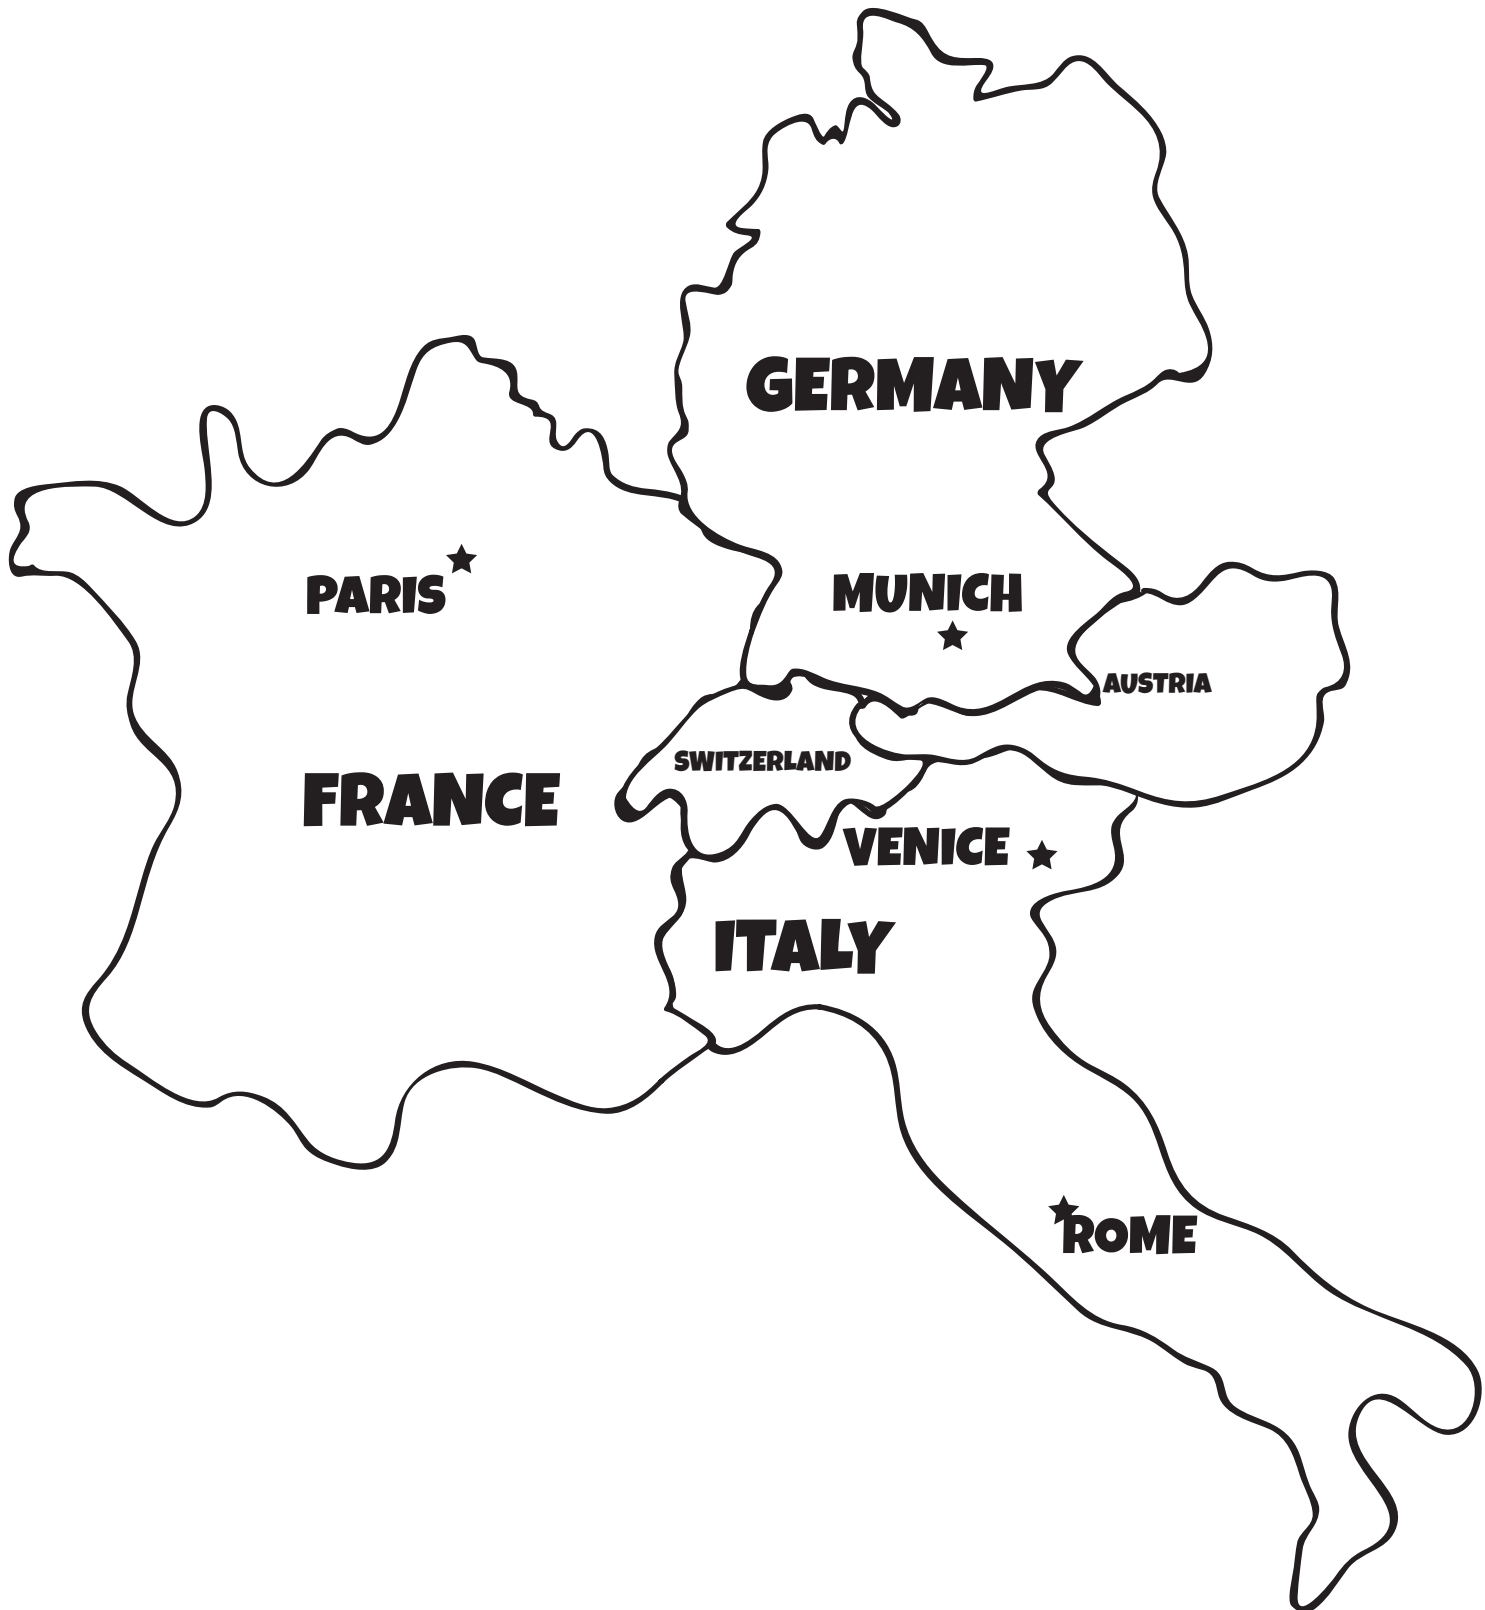 GERMANY
PARIS
MUNICH
AUSTRIA
SWITZERLAND
FRANCE
VENICE
ITALY
ROME